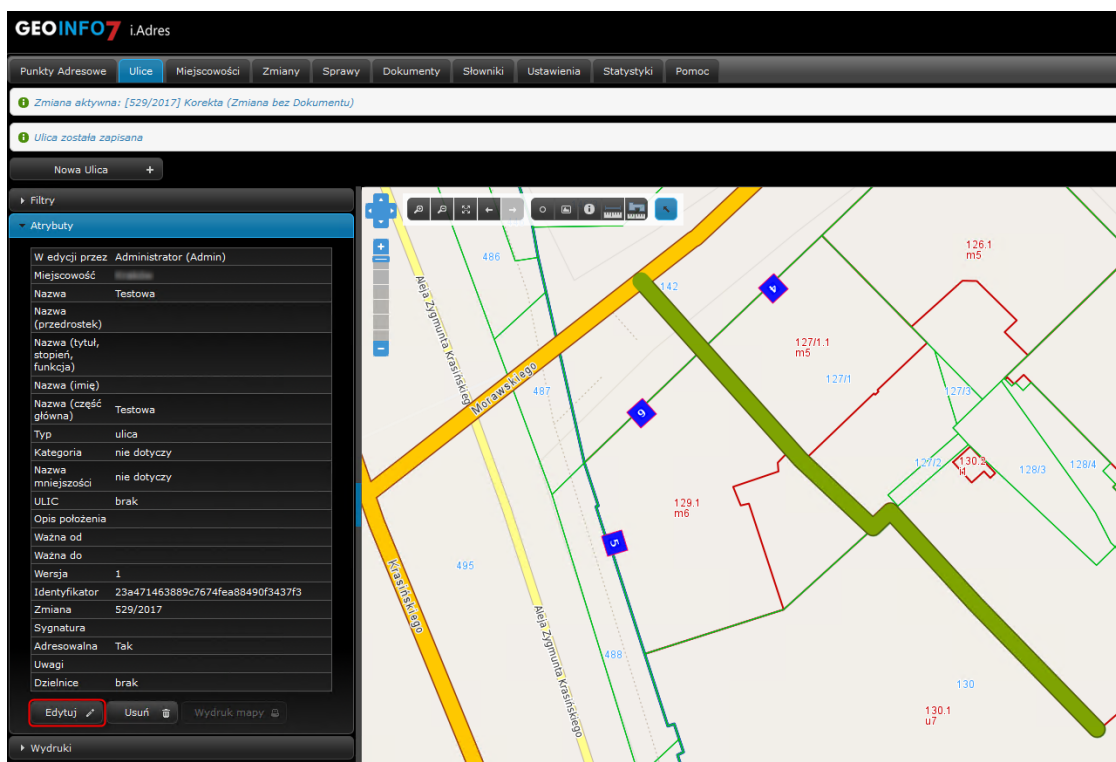 GEOINFO7 i.Adres
Punkty Adresowe Ulice Miejscowości Zmiany Sprawy Dokumenty Słowniki Ustawienia Statystyki Pomoc
Zmiana aktywna: [529/2017] Korekta (Zmiana bez Dokumentu)
Ulica została zapisana
Nowa Ulica +
Filtry
Atrybuty
W edycji przez Administrator (Admin)
Miejscowość
Nazwa Testowa
Nazwa
(przedrostek)
Nazwa (tytuł,
stopień,
funkcja)
Nazwa (imię)
Nazwa (część
główna) Testowa
Typ ulica
Kategoria nie dotyczy
Nazwa
mniejszości nie dotyczy
ULIC brak
Opis położenia
Ważna od
Ważna do
Wersja 1
Identyfikator 23a471463889c7674fea88490f3437f3
Zmiana 529/2017
Sygnatura
Adresowalna Tak
Uwagi
Dzielnice brak
Edytuj Usuń Wydruk mapy
Wydruki
486
142
126.1
m5
4
Aleja Zygmunta Krasińskiego
127/1.1
m5
127/1
Morawskiego
487
127/3
6
127/2
130.2
128/3
128/4
129.1
m6
5
495
Krasińskiego
Aleja Zygmunta Krasińskiego
488
130
130.1
u7